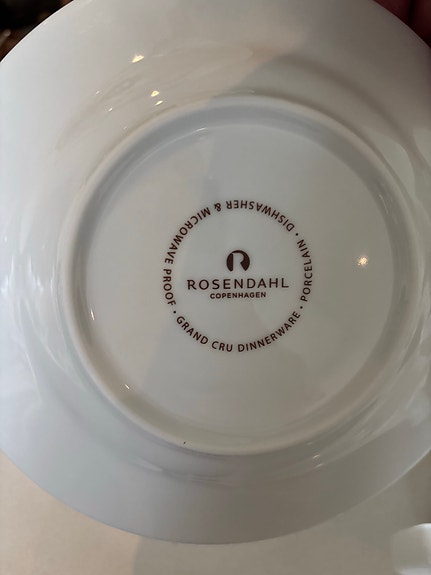 R
ROSENDAHL
COPENHAGEN
GRAND CRU DINNERWARE • PORCELAIN • DISHWASHER & MICROWAVE PROOF •